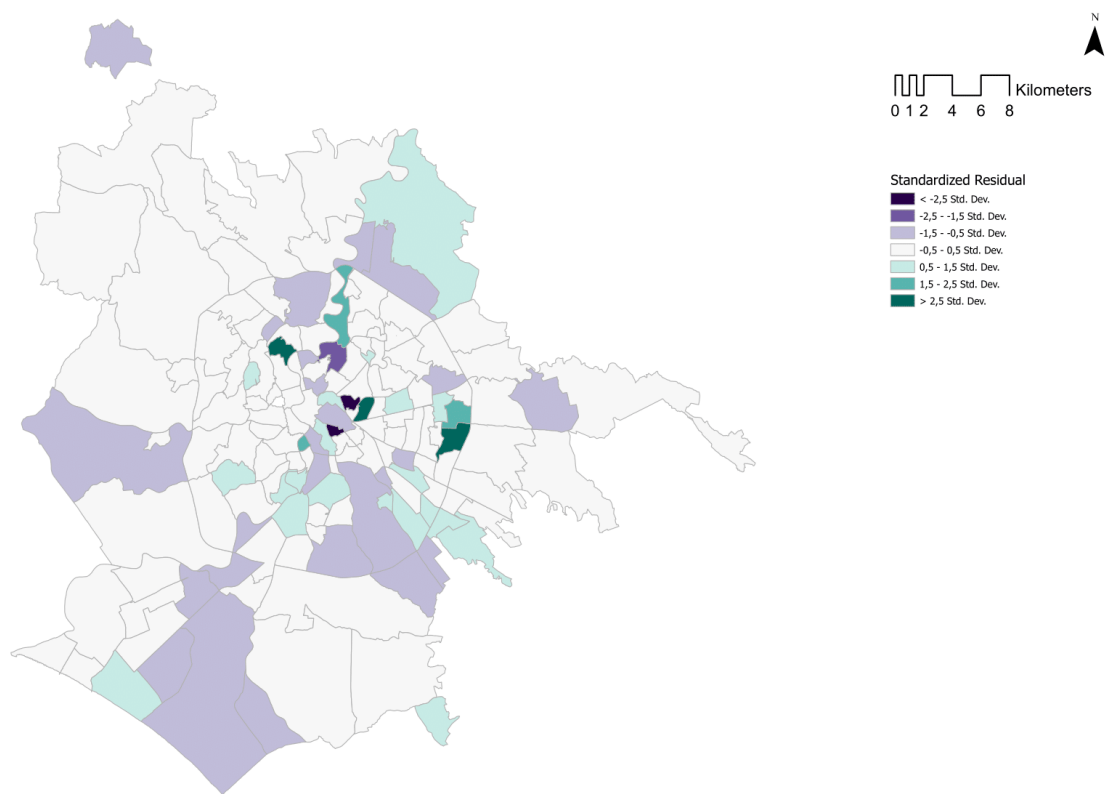 N
Kilometers
0 1 2 4 6 8
Standardized Residual
< -2,5 Std. Dev.
-2,5 - -1,5 Std. Dev.
-1,5 - -0,5 Std. Dev.
-0,5 - 0,5 Std. Dev.
0,5 - 1,5 Std. Dev.
1,5 - 2,5 Std. Dev.
> 2,5 Std. Dev.